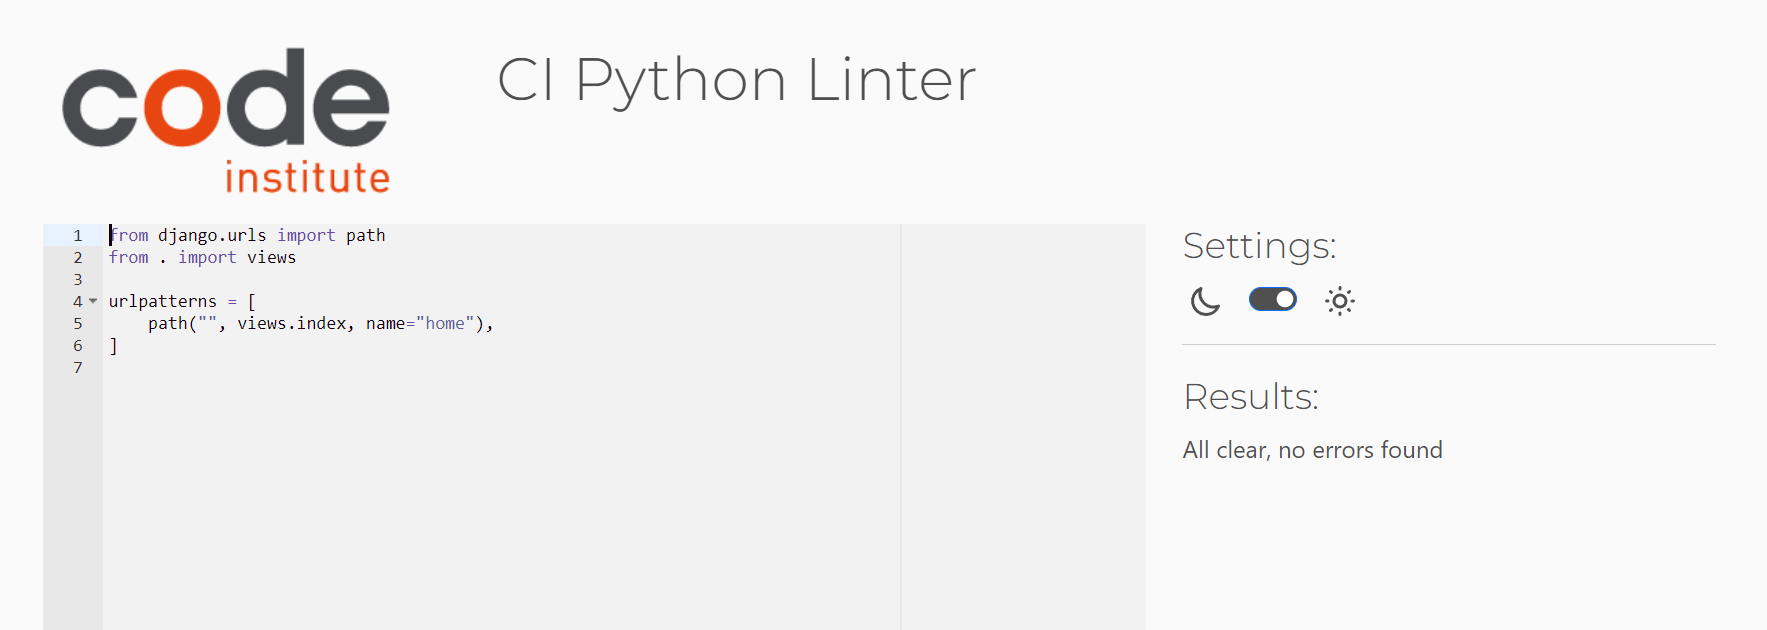 code
institute
CI Python Linter
1 from django.urls import path
2 from . import views
3
4 urlpatterns = [
5     path("", views.index, name="home"),
6 ]
7
Settings:
Results:
All clear, no errors found